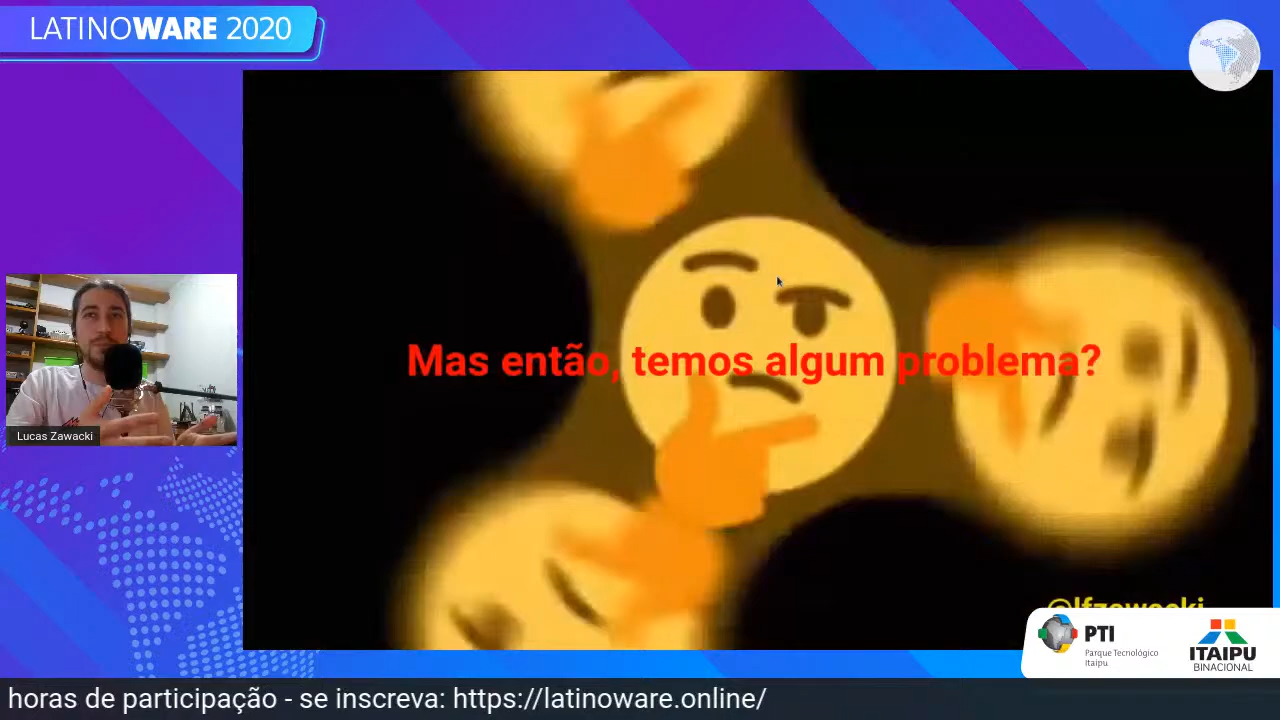 LATINOWARE 2020
Mas então, temos algum problema?
Lucas Zawacki
@lfzawacki
PTI
Parque Tecnológico
Itaipu
ITAIPU
BINACIONAL
horas de participação - se inscreva: https://latinoware.online/